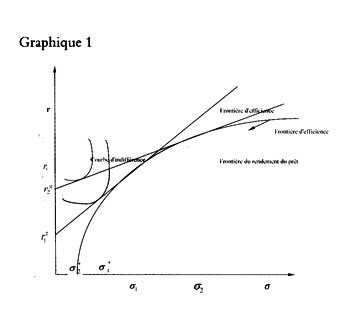 Graphique 1
r
Frontière d'efficience
Frontière d'efficience
Courbe d'indifférence
Frontière du rendement du prêt
r₁
σ₁
σ₂
σ